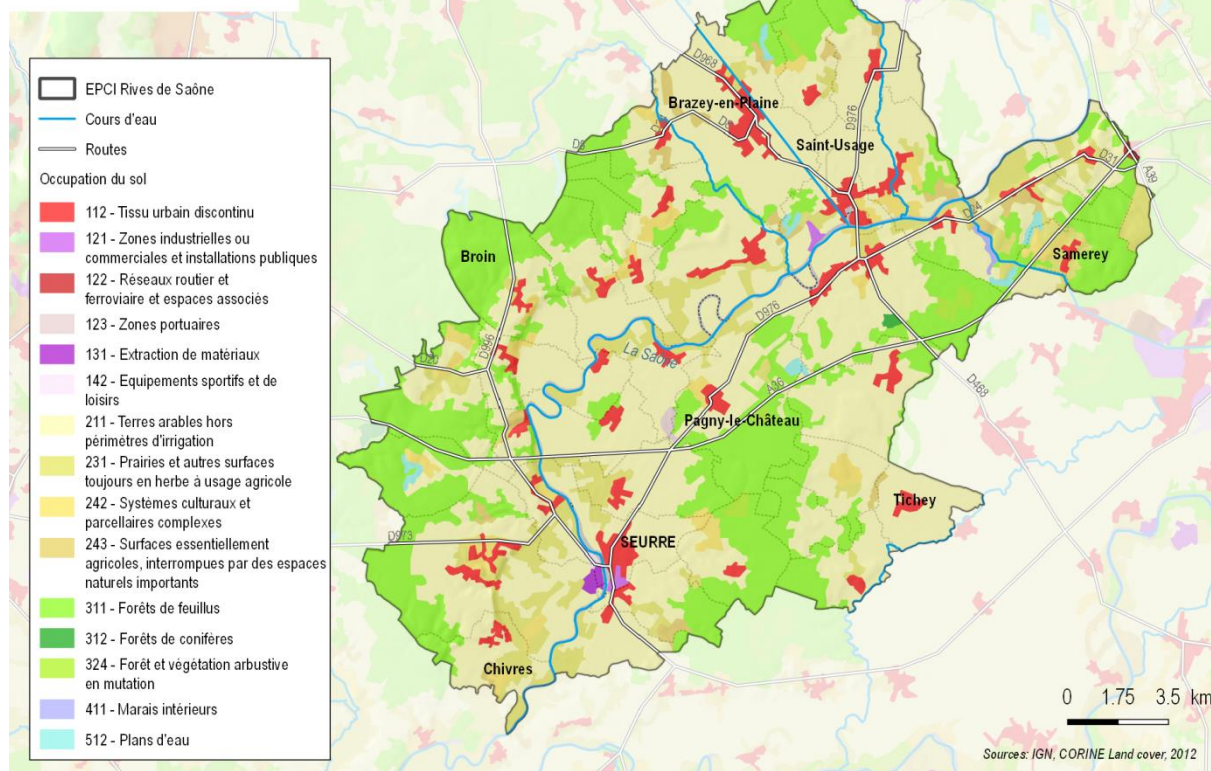 EPCI Rives de Saône
Cours d'eau
Routes
Occupation du sol
112 - Tissu urbain discontinu
121 - Zones industrielles ou
commerciales et installations publiques
122 - Réseaux routier et
ferroviaire et espaces associés
123 - Zones portuaires
131 - Extraction de matériaux
142 - Equipements sportifs et de
loisirs
211 - Terres arables hors
périmètres d'irrigation
231 - Prairies et autres surfaces
toujours en herbe à usage agricole
242 - Systèmes culturaux et
parcellaires complexes
243 - Surfaces essentiellement
agricoles, interrompues par des espaces
naturels importants
311 - Forêts de feuillus
312 - Forêts de conifères
324 - Forêt et végétation arbustive
en mutation
411 - Marais intérieurs
512 - Plans d'eau
D968
Brazey-en-Plaine
D976
Saint-Usage
D31
A39
D24
Broin
Samerey
D996
D20
D976
La Saône
A36
D468
Pagny-le-Château
Tichey
D973
SEURRE
Chivres
0 1.75 3.5 km
Sources: IGN, CORINE Land cover, 2012